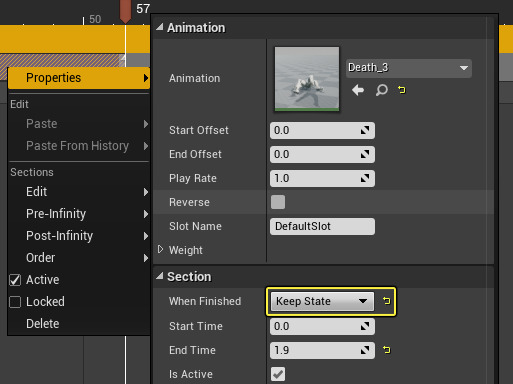 50
57
Properties
Edit
Paste
Paste From History
Sections
Edit
Pre-Infinity
Post-Infinity
Order
Active
Locked
Delete
Animation
Animation
Death_3
Start Offset
0.0
End Offset
0.0
Play Rate
1.0
Reverse
Slot Name
DefaultSlot
Weight
Section
When Finished
Keep State
Start Time
0.0
End Time
1.9
Is Active